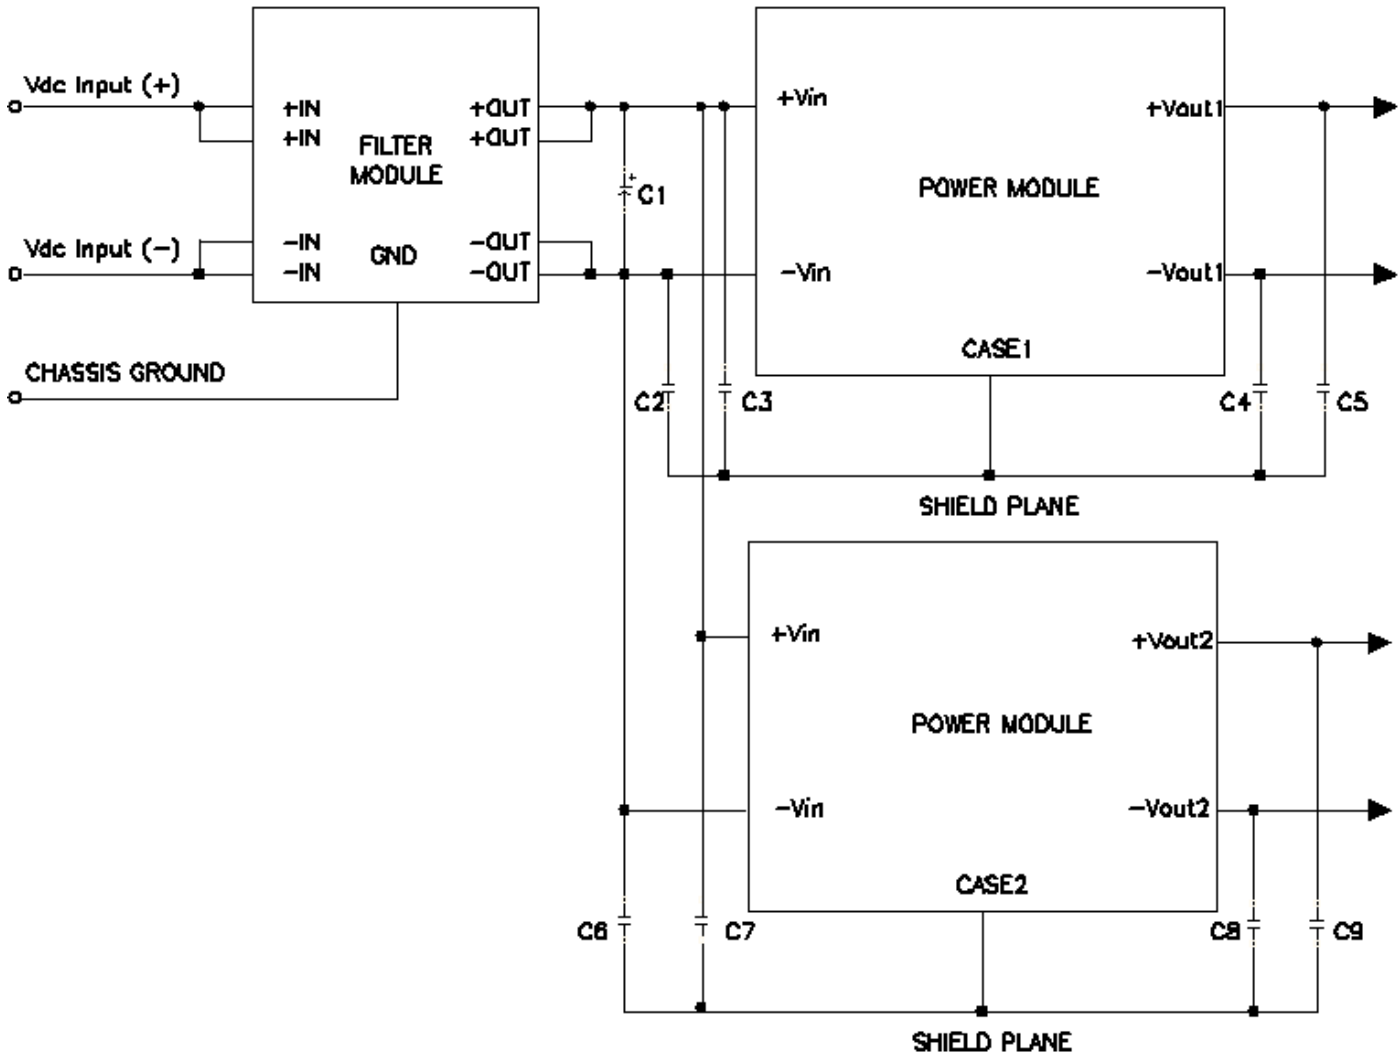 Vdc Input (+)
+IN
+IN
FILTER
MODULE
+OUT
+OUT
Vdc Input (−)
−IN
−IN
GND
−OUT
−OUT
CHASSIS GROUND
+
C1
+Vin
−Vin
POWER MODULE
+Vout1
−Vout1
CASE1
C2
C3
C4
C5
SHIELD PLANE
+Vin
−Vin
POWER MODULE
+Vout2
−Vout2
CASE2
C6
C7
C8
C9
SHIELD PLANE